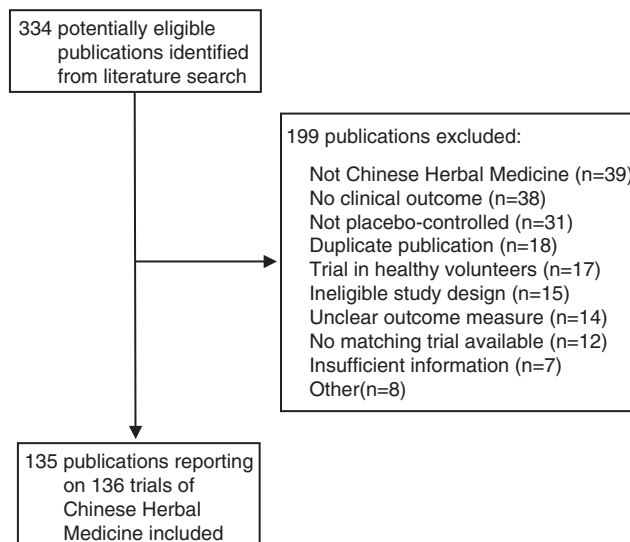 334 potentially eligible
publications identified
from literature search
199 publications excluded:
Not Chinese Herbal Medicine (n=39)
No clinical outcome (n=38)
Not placebo-controlled (n=31)
Duplicate publication (n=18)
Trial in healthy volunteers (n=17)
Ineligible study design (n=15)
Unclear outcome measure (n=14)
No matching trial available (n=12)
Insufficient information (n=7)
Other(n=8)
135 publications reporting
on 136 trials of
Chinese Herbal
Medicine included